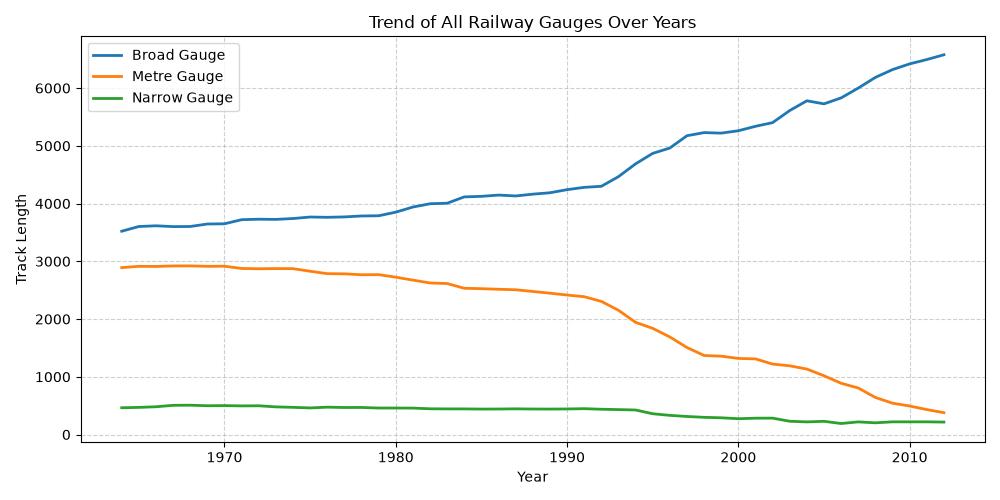 Trend of All Railway Gauges Over Years
Broad Gauge
Metre Gauge
Narrow Gauge
Track Length
6000
5000
4000
3000
2000
1000
0
1970 1980 1990 2000 2010
Year